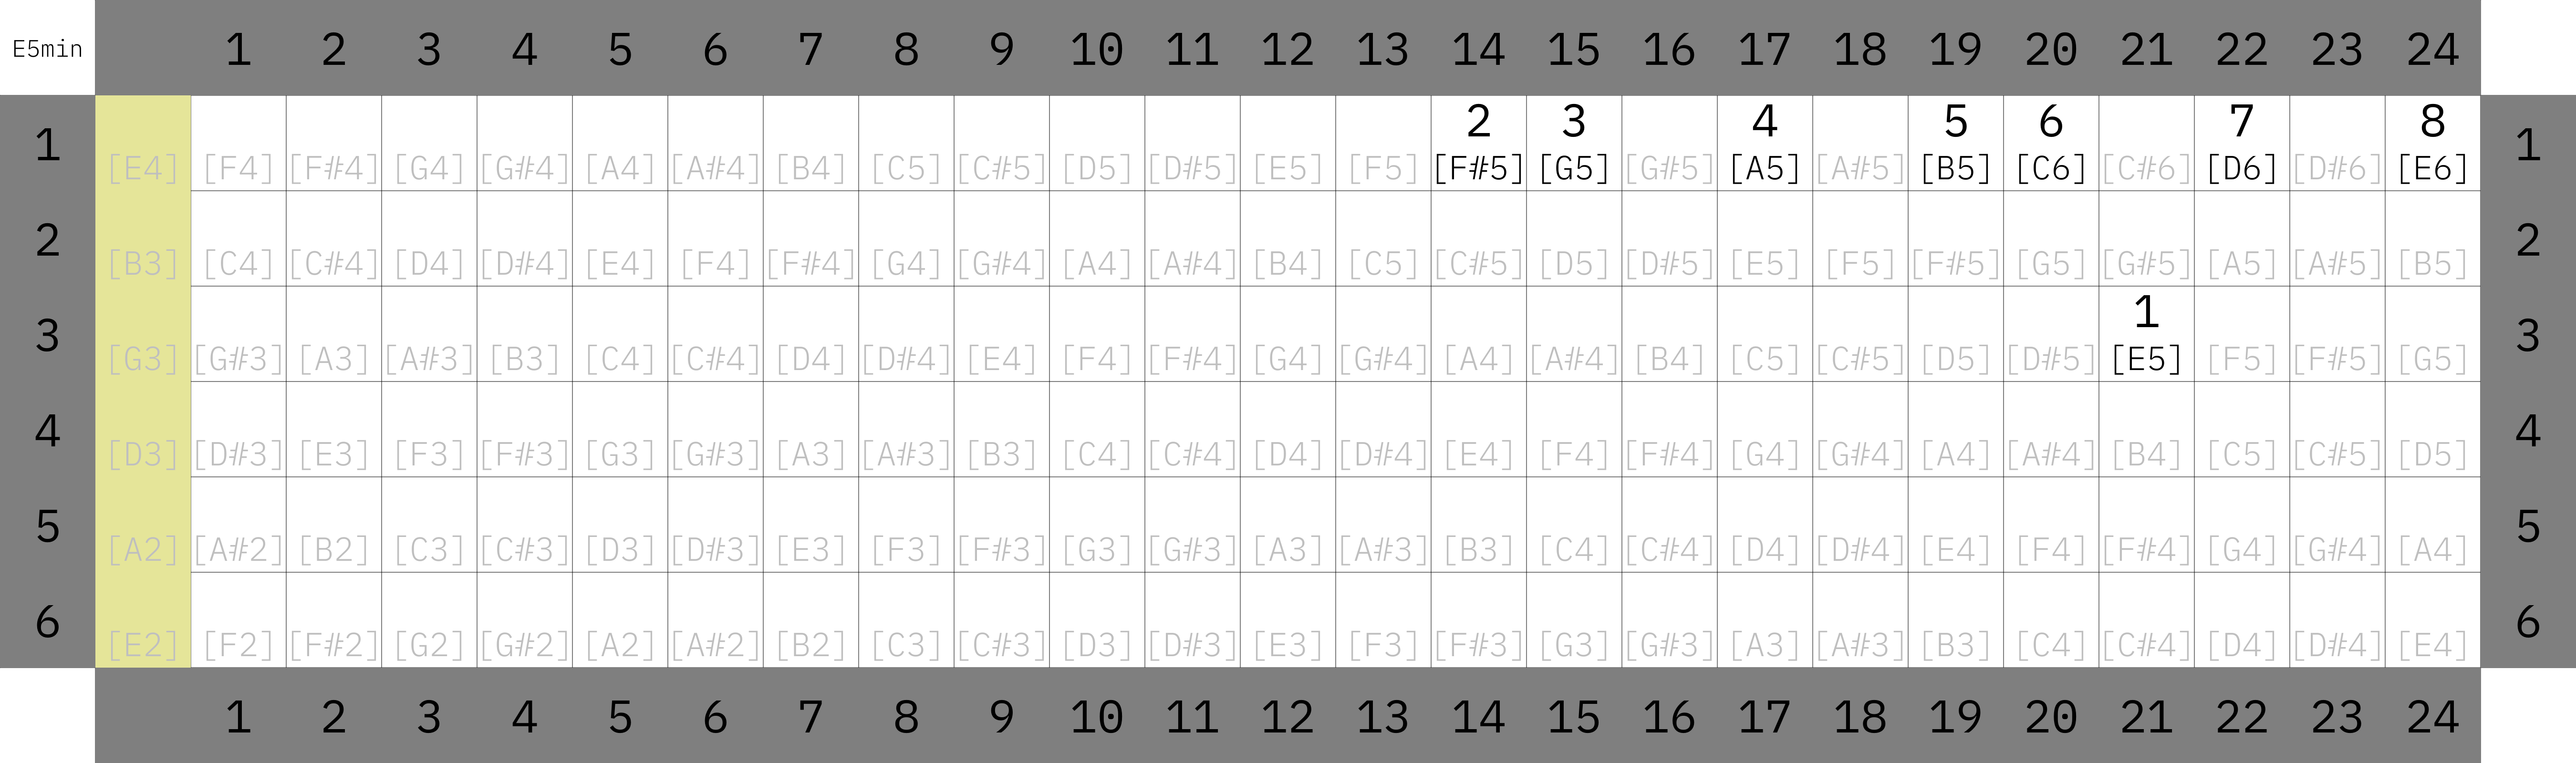 E5min 1 2 3 4 5 6 7 8 9 10 11 12 13 14 15 16 17 18 19 20 21 22 23 24
2 3 4 5 6 7 8
1 [E4] [F4] [F#4] [G4] [G#4] [A4] [A#4] [B4] [C5] [C#5] [D5] [D#5] [E5] [F5] [F#5] [G5] [G#5] [A5] [A#5] [B5] [C6] [C#6] [D6] [D#6] [E6] 1
2 [B3] [C4] [C#4] [D4] [D#4] [E4] [F4] [F#4] [G4] [G#4] [A4] [A#4] [B4] [C5] [C#5] [D5] [D#5] [E5] [F5] [F#5] [G5] [G#5] [A5] [A#5] [B5] 2
1
3 [G3] [G#3] [A3] [A#3] [B3] [C4] [C#4] [D4] [D#4] [E4] [F4] [F#4] [G4] [G#4] [A4] [A#4] [B4] [C5] [C#5] [D5] [D#5] [E5] [F5] [F#5] [G5] 3
4 [D3] [D#3] [E3] [F3] [F#3] [G3] [G#3] [A3] [A#3] [B3] [C4] [C#4] [D4] [D#4] [E4] [F4] [F#4] [G4] [G#4] [A4] [A#4] [B4] [C5] [C#5] [D5] 4
5 [A2] [A#2] [B2] [C3] [C#3] [D3] [D#3] [E3] [F3] [F#3] [G3] [G#3] [A3] [A#3] [B3] [C4] [C#4] [D4] [D#4] [E4] [F4] [F#4] [G4] [G#4] [A4] 5
6 [E2] [F2] [F#2] [G2] [G#2] [A2] [A#2] [B2] [C3] [C#3] [D3] [D#3] [E3] [F3] [F#3] [G3] [G#3] [A3] [A#3] [B3] [C4] [C#4] [D4] [D#4] [E4] 6
1 2 3 4 5 6 7 8 9 10 11 12 13 14 15 16 17 18 19 20 21 22 23 24